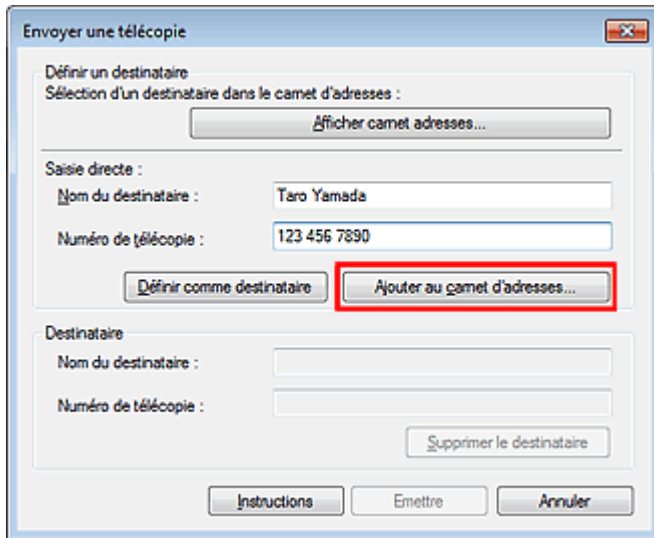 Envoyer une télécopie
Définir un destinataire
Sélection d'un destinataire dans le carnet d'adresses :
Afficher carnet adresses...
Saisie directe :
Nom du destinataire : Taro Yamada
Numéro de télécopie : 123 456 7890
Définir comme destinataire Ajouter au carnet d'adresses...
Destinataire
Nom du destinataire :
Numéro de télécopie :
Supprimer le destinataire
Instructions Emettre Annuler